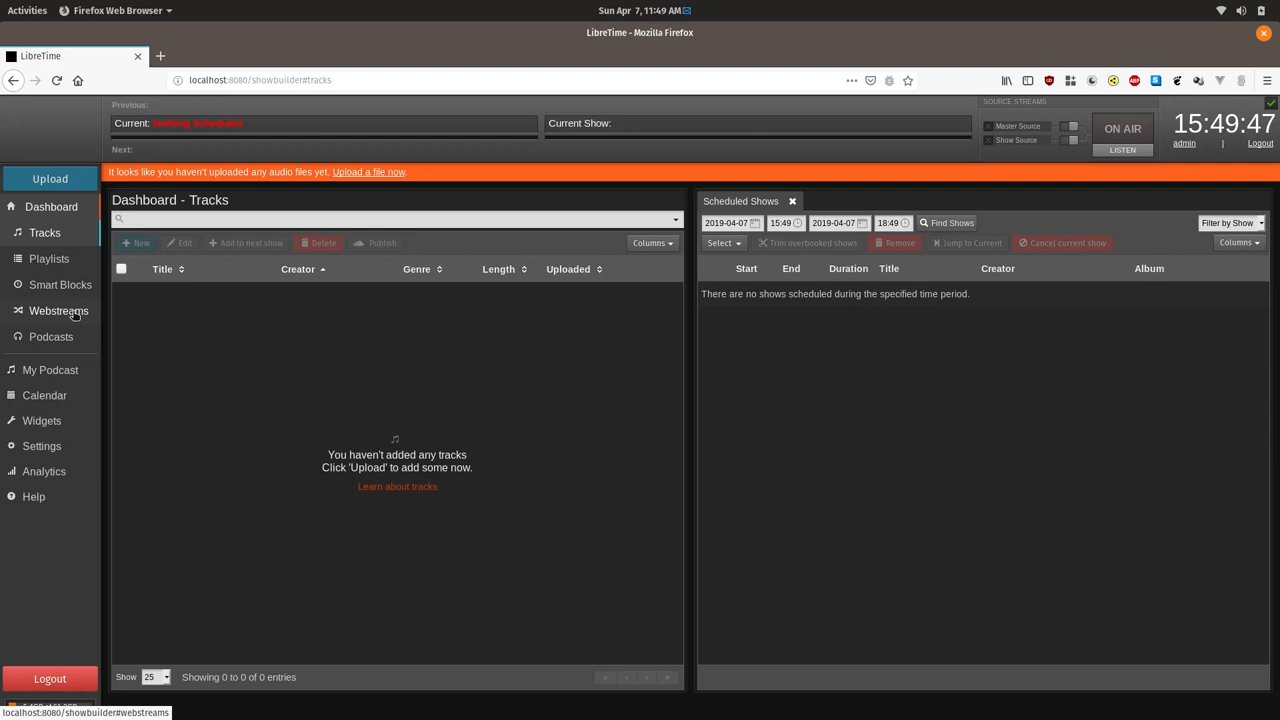 Activities Firefox Web Browser Sun Apr 7, 11:49 AM
LibreTime - Mozilla Firefox
LibreTime
localhost:8080/showbuilder#tracks
Previous:
Current: Nothing Scheduled
Next:
Current Show:
SOURCE STREAMS
Master Source
Show Source
ON AIR
LISTEN
15:49:47
admin | Logout
It looks like you haven't uploaded any audio files yet. Upload a file now.
Upload
Dashboard
Tracks
Playlists
Smart Blocks
Webstreams
Podcasts
My Podcast
Calendar
Widgets
Settings
Analytics
Help
Logout
Dashboard - Tracks
New Edit Add to next show Delete Publish Columns
Title Creator Genre Length Uploaded
You haven't added any tracks
Click 'Upload' to add some now.
Learn about tracks
Show 25 Showing 0 to 0 of 0 entries
Scheduled Shows
2019-04-07 15:49 2019-04-07 18:49 Find Shows Filter by Show
Select Trim overbooked shows Remove Jump to Current Cancel current show Columns
Start End Duration Title Creator Album
There are no shows scheduled during the specified time period.
localhost:8080/showbuilder#webstreams